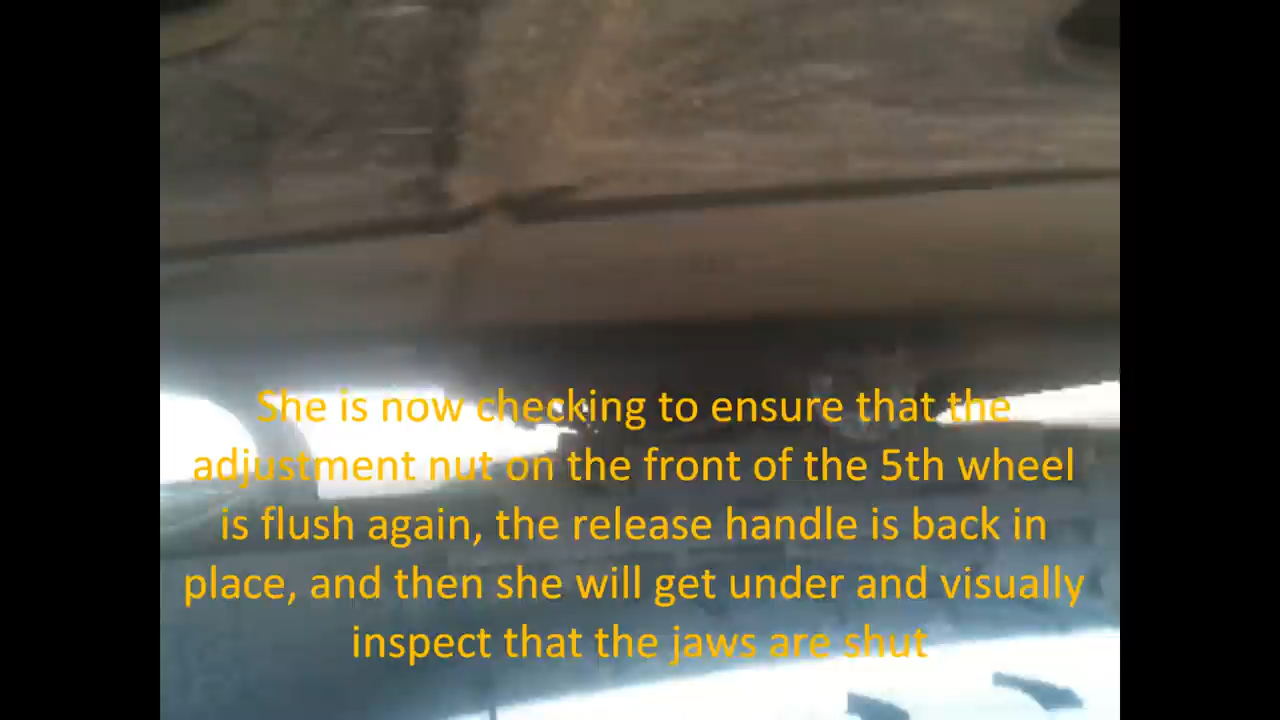 She is now checking to ensure that the
adjustment nut on the front of the 5th wheel
is flush again, the release handle is back in
place, and then she will get under and visually
inspect that the jaws are shut